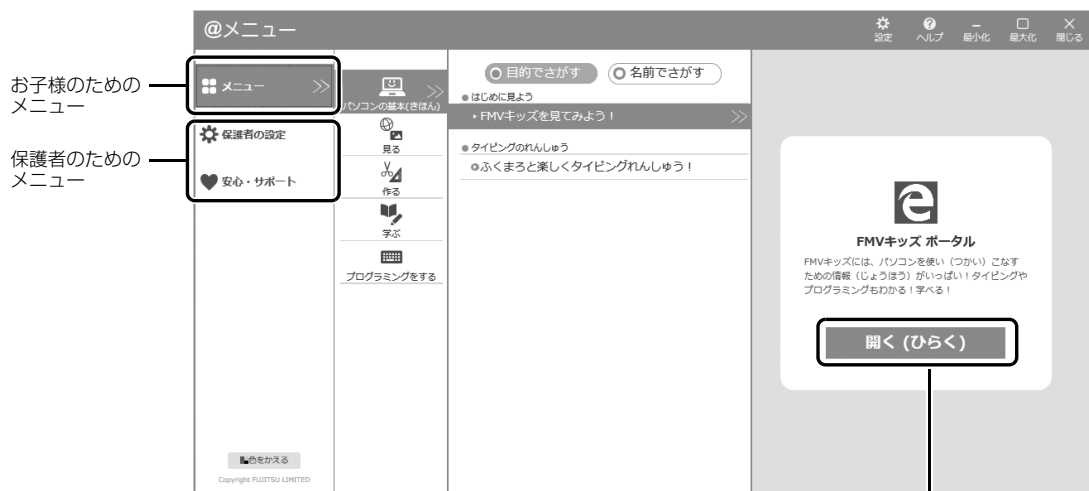 @メニュー
設定
ヘルプ
最小化
最大化
閉じる
お子様のための
メニュー
保護者のための
メニュー
メニュー
保護者の設定
安心・サポート
パソコンの基本(きほん)
見る
作る
学ぶ
プログラミングをする
目的でさがす
名前でさがす
はじめに見よう
FMVキッズを見てみよう！
タイピングのれんしゅう
ふくまろと楽しくタイピングれんしゅう！
FMVキッズ ポータル
FMVキッズには、パソコンを使い（つかい）こなす
ための情報（じょうほう）がいっぱい！タイピングや
プログラミングもわかる！学べる！
開く (ひらく)
色をかえる
Copyright FUJITSU LIMITED